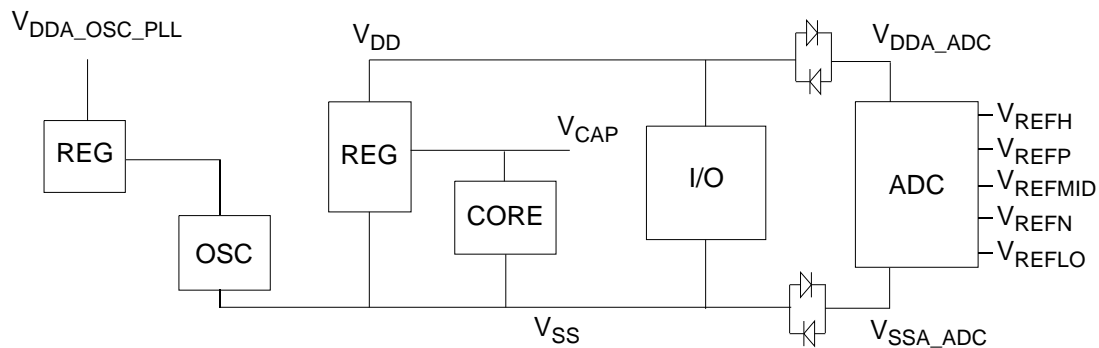 VDDA_OSC_PLL
VDD
VDDA_ADC
REG
REG
VCAP
CORE
I/O
ADC
VREFH
VREFP
VREFMID
VREFN
VREFLO
OSC
VSS
VSSA_ADC